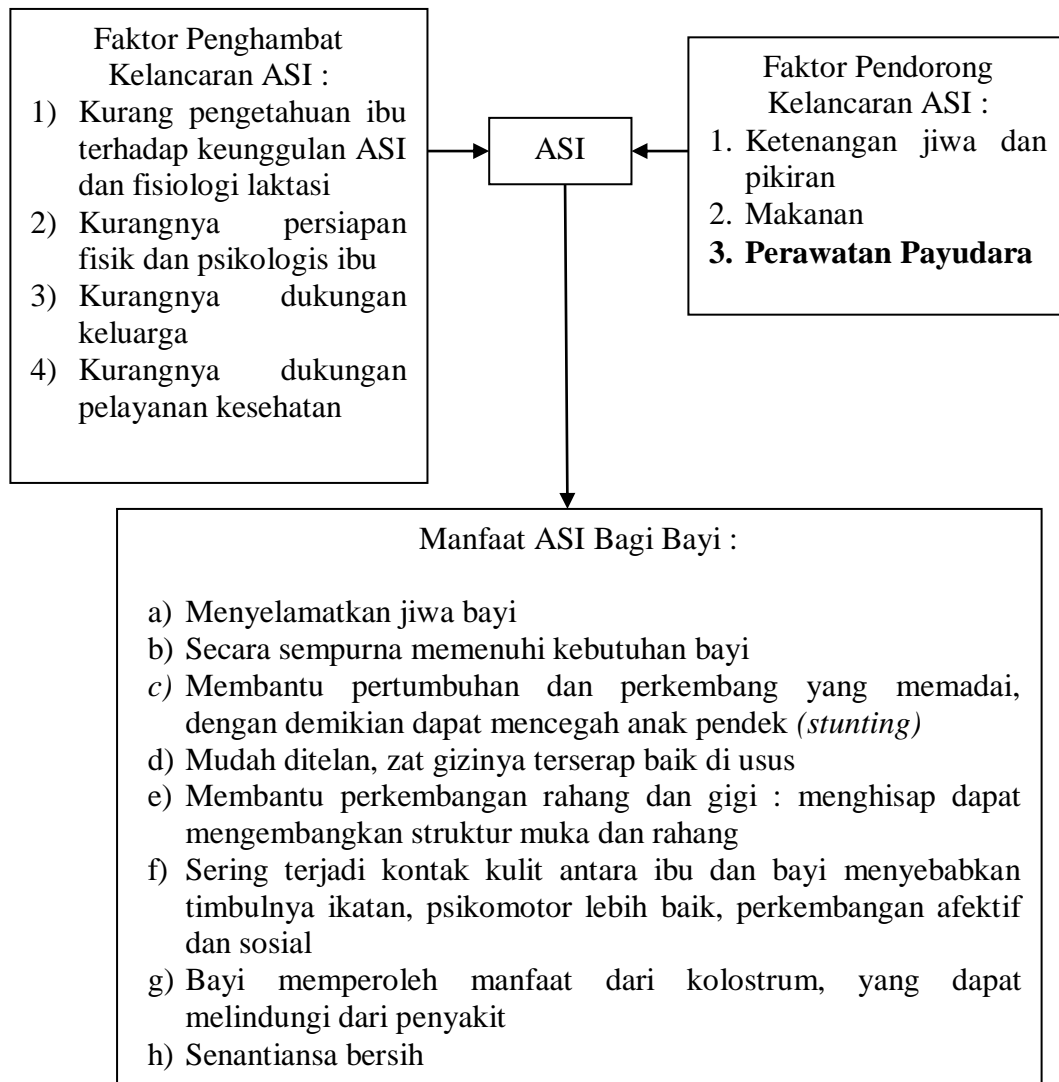 Faktor Penghambat
Kelancaran ASI :
1) Kurang pengetahuan ibu
terhadap keunggulan ASI
dan fisiologi laktasi
2) Kurangnya persiapan
fisik dan psikologis ibu
3) Kurangnya dukungan
keluarga
4) Kurangnya dukungan
pelayanan kesehatan
ASI
Faktor Pendorong
Kelancaran ASI :
1. Ketenangan jiwa dan
pikiran
2. Makanan
3. Perawatan Payudara
Manfaat ASI Bagi Bayi :
a) Menyelamatkan jiwa bayi
b) Secara sempurna memenuhi kebutuhan bayi
c) Membantu pertumbuhan dan perkembang yang memadai,
dengan demikian dapat mencegah anak pendek (stunting)
d) Mudah ditelan, zat gizinya terserap baik di usus
e) Membantu perkembangan rahang dan gigi : menghisap dapat
mengembangkan struktur muka dan rahang
f) Sering terjadi kontak kulit antara ibu dan bayi menyebabkan
timbulnya ikatan, psikomotor lebih baik, perkembangan afektif
dan sosial
g) Bayi memperoleh manfaat dari kolostrum, yang dapat
melindungi dari penyakit
h) Senantiansa bersih